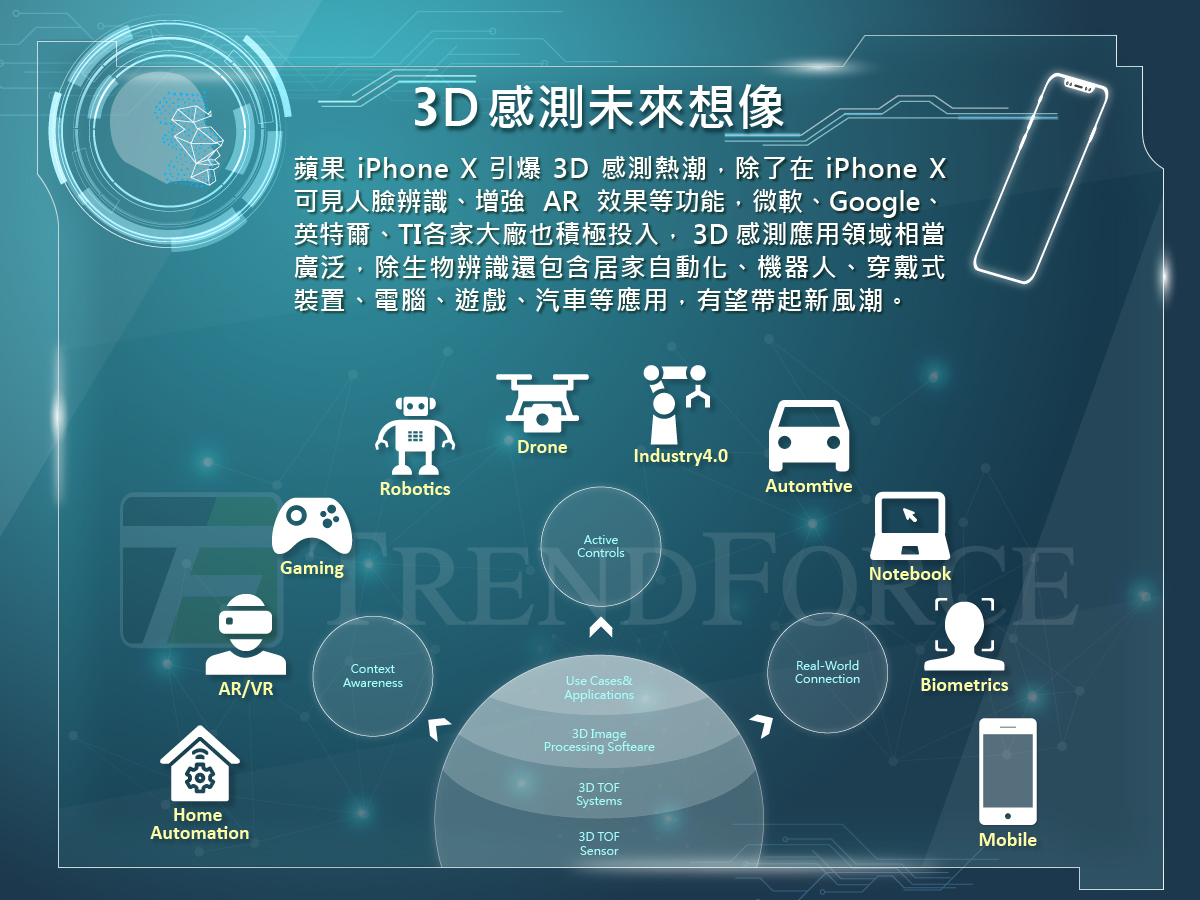 3D感測未來想像
蘋果 iPhone X 引爆 3D 感測熱潮，除了在 iPhone X
可見人臉辨識、增強 AR 效果等功能，微軟、Google、
英特爾、TI各家大廠也積極投入，3D感測應用領域相當
廣泛，除生物辨識還包含居家自動化、機器人、穿戴式
裝置、電腦、遊戲、汽車等應用，有望帶起新風潮。
Drone
Industry4.0
Robotics
Automtive
Gaming
Notebook
AR/VR
Biometrics
Home
Automation
Mobile
Active
Controls
Context
Awareness
Real-World
Connection
Use Cases&
Applications
3D Image
Processing Softeare
3D TOF
Systems
3D TOF
Sensor
TRENDFORCE